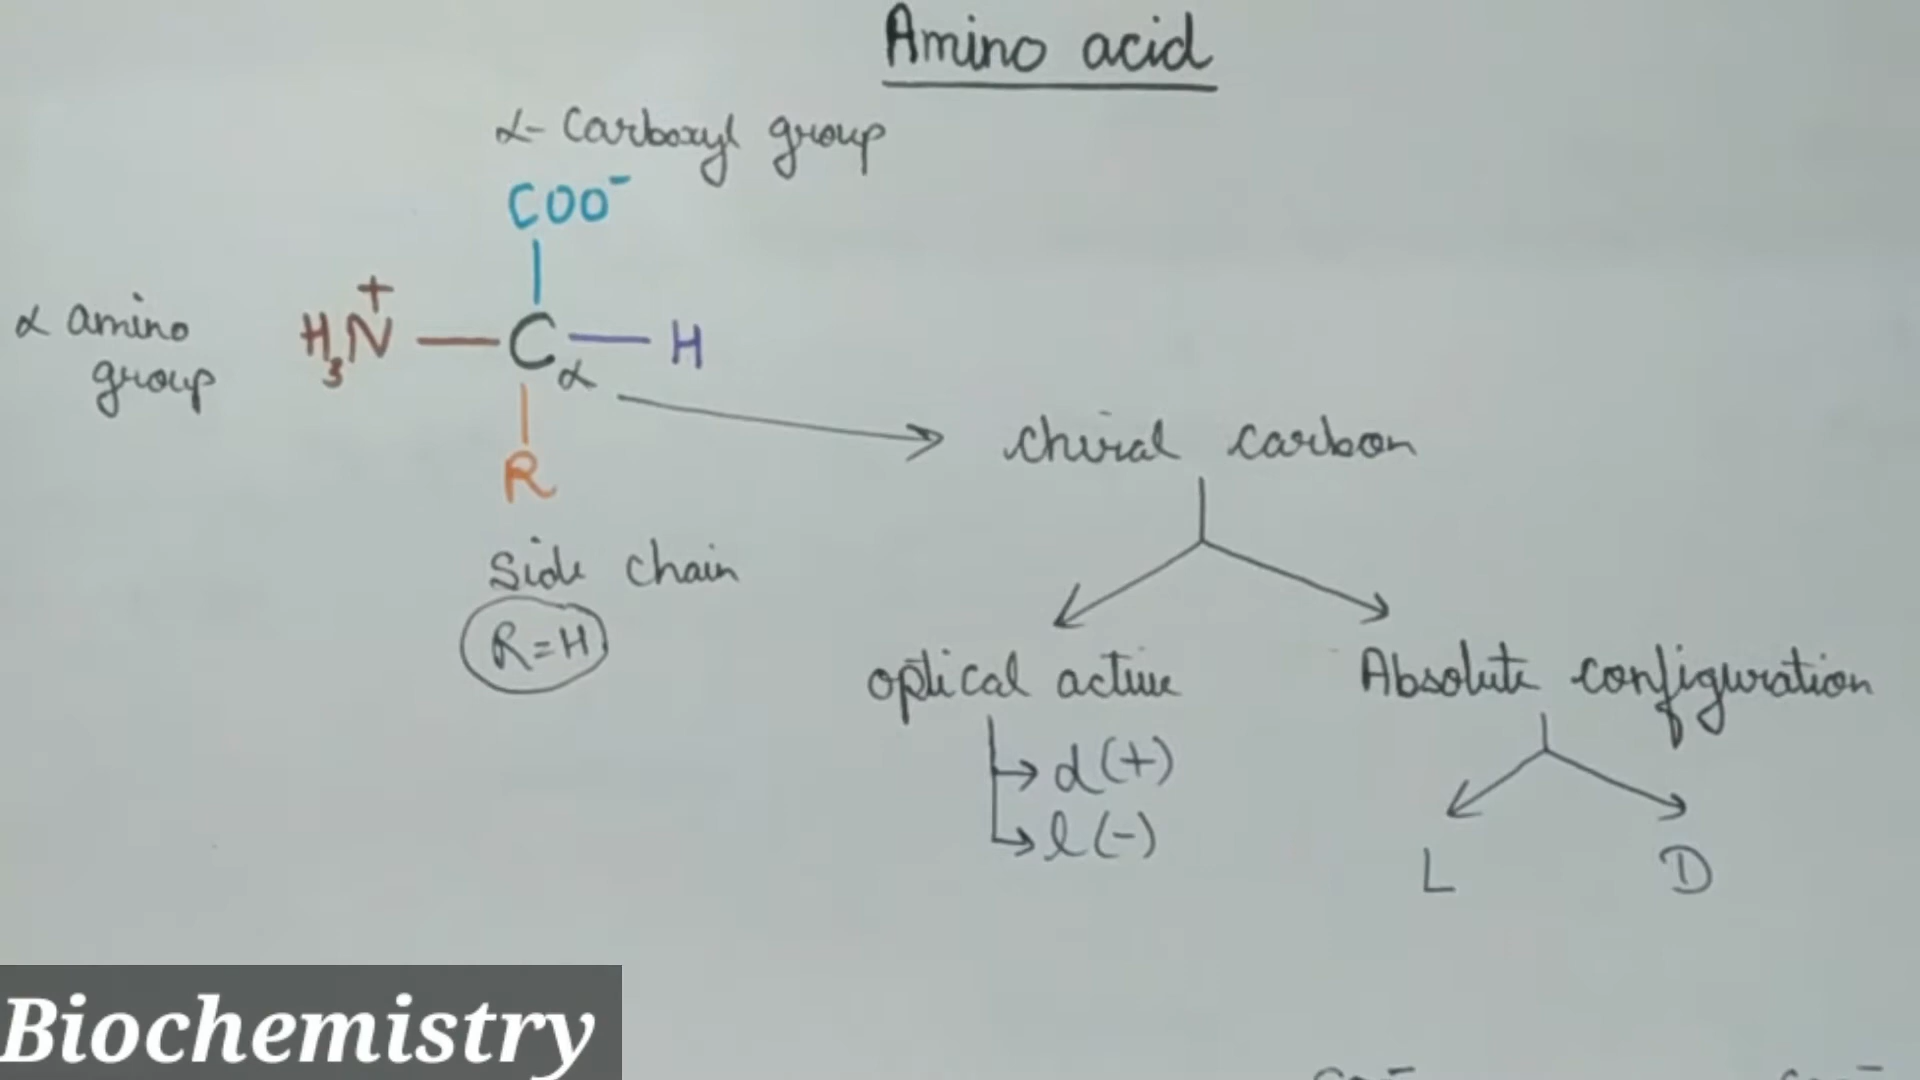 Amino acid
α- Carboxyl group
COO⁻
α amino
group
H₃N⁺ — Cα — H
R
chiral carbon
Side chain
R=H
optical active
Absolute configuration
d (+)
l (-)
L
D
Biochemistry